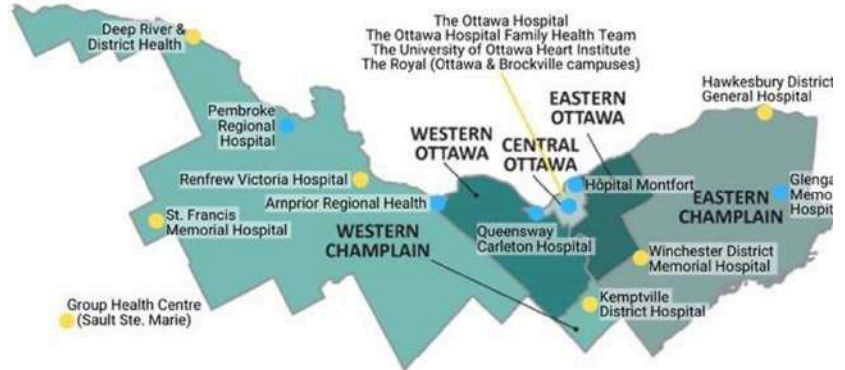 The Ottawa Hospital
The Ottawa Hospital Family Health Team
The University of Ottawa Heart Institute
The Royal (Ottawa & Brockville campuses)
Deep River &
District Health
Hawkesbury District
General Hospital
Pembroke
Regional
Hospital
WESTERN
OTTAWA
CENTRAL
OTTAWA
EASTERN
OTTAWA
Renfrew Victoria Hospital
Arnprior Regional Health
Hôpital Montfort
EASTERN
CHAMPLAIN
Glenga
Memo
Hospit
St. Francis
Memorial Hospital
WESTERN
CHAMPLAIN
Queensway
Carleton Hospital
Winchester District
Memorial Hospital
Group Health Centre
(Sault Ste. Marie)
Kemptville
District Hospital